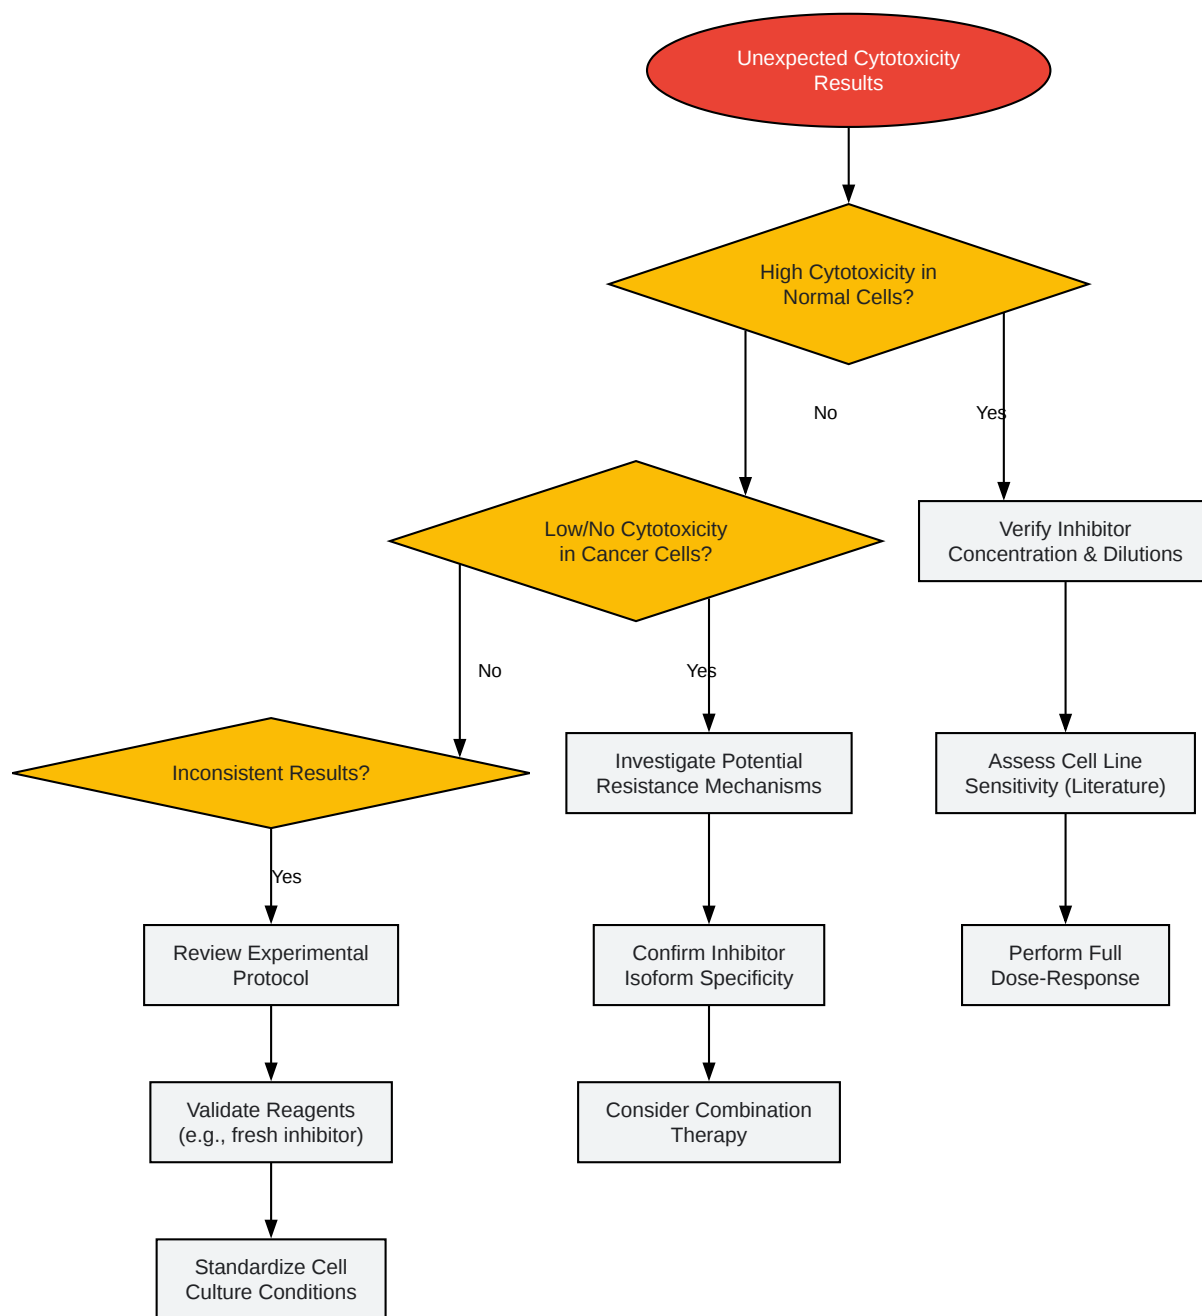 Unexpected Cytotoxicity
Results
High Cytotoxicity in
Normal Cells?
No
Yes
Low/No Cytotoxicity
in Cancer Cells?
Verify Inhibitor
Concentration & Dilutions
No
Yes
Inconsistent Results?
Investigate Potential
Resistance Mechanisms
Assess Cell Line
Sensitivity (Literature)
Yes
Review Experimental
Protocol
Confirm Inhibitor
Isoform Specificity
Perform Full
Dose-Response
Validate Reagents
(e.g., fresh inhibitor)
Consider Combination
Therapy
Standardize Cell
Culture Conditions